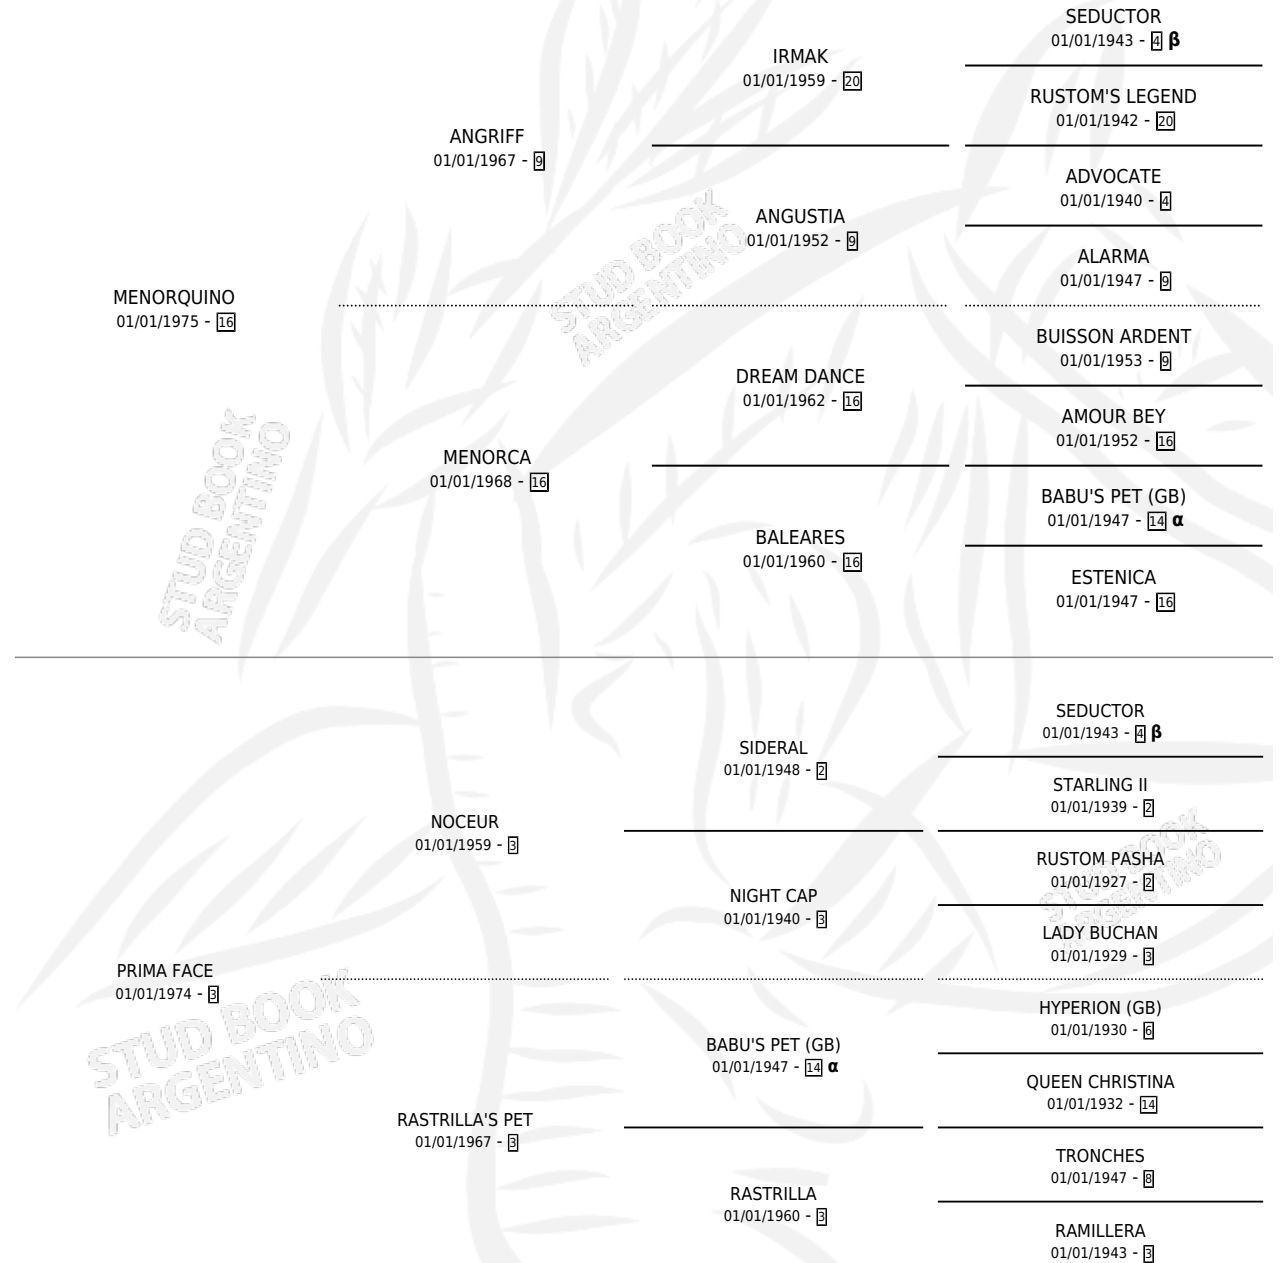 SEDUCTOR
01/01/1943 - 4 β
IRMAK
01/01/1959 - 20
RUSTOM'S LEGEND
01/01/1942 - 20
ANGRIFF
01/01/1967 - 9
ADVOCATE
01/01/1940 - 4
ANGUSTIA
01/01/1952 - 9
ALARMA
01/01/1947 - 9
STUD BOOK
ARGENTINO
MENORQUINO
01/01/1975 - 16
BUISSON ARDENT
01/01/1953 - 9
DREAM DANCE
01/01/1962 - 16
AMOUR BEY
01/01/1952 - 16
MENORCA
01/01/1968 - 16
BABU'S PET (GB)
01/01/1947 - 14 α
BALEARES
01/01/1960 - 16
ESTENICA
01/01/1947 - 16
STUD BOOK
ARGENTINO
SEDUCTOR
01/01/1943 - 4 β
SIDERAL
01/01/1948 - 2
STARLING II
01/01/1939 - 2
NOCEUR
01/01/1959 - 3
RUSTOM PASHA
01/01/1927 - 2
NIGHT CAP
01/01/1940 - 3
LADY BUCHAN
01/01/1929 - 3
STUD BOOK
ARGENTINO
PRIMA FACE
01/01/1974 - 3
HYPERION (GB)
01/01/1930 - 6
BABU'S PET (GB)
01/01/1947 - 14 α
QUEEN CHRISTINA
01/01/1932 - 14
STUD BOOK
ARGENTINO
RASTRILLA'S PET
01/01/1967 - 3
TRONCHES
01/01/1947 - 8
RASTRILLA
01/01/1960 - 3
RAMILLERA
01/01/1943 - 3